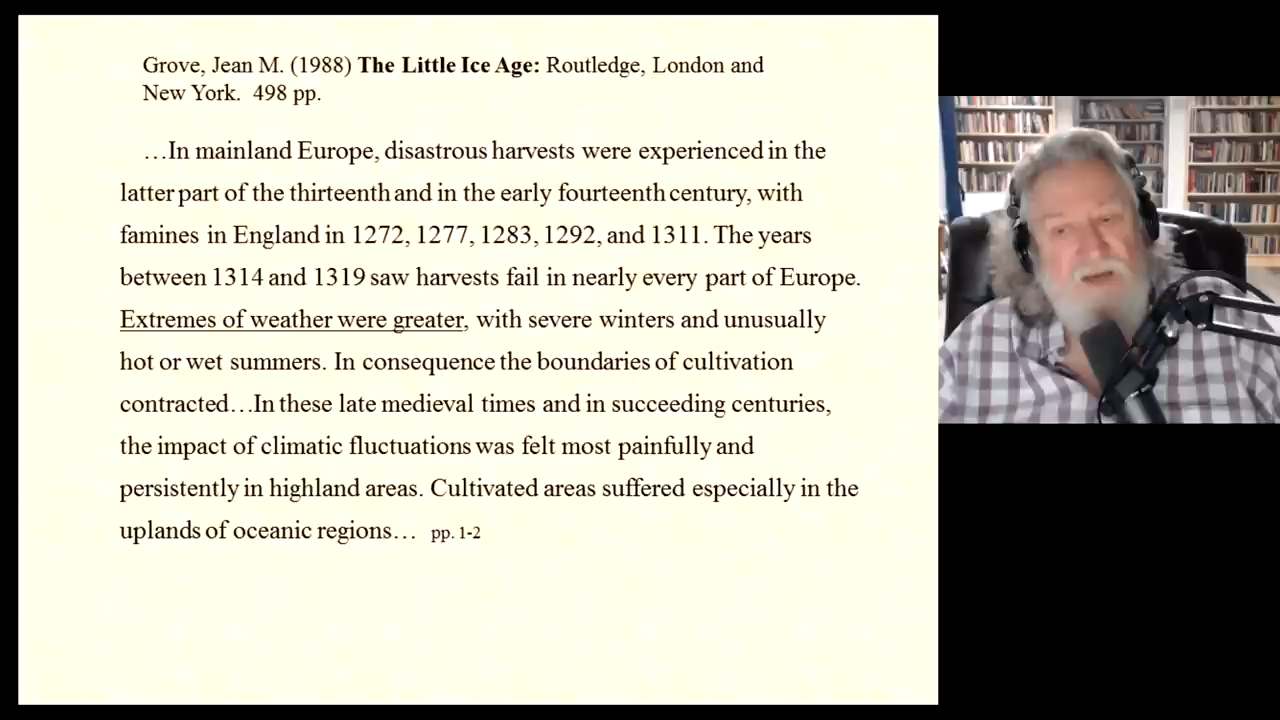 Grove, Jean M. (1988) The Little Ice Age: Routledge, London and
New York. 498 pp.
…In mainland Europe, disastrous harvests were experienced in the
latter part of the thirteenth and in the early fourteenth century, with
famines in England in 1272, 1277, 1283, 1292, and 1311. The years
between 1314 and 1319 saw harvests fail in nearly every part of Europe.
Extremes of weather were greater, with severe winters and unusually
hot or wet summers. In consequence the boundaries of cultivation
contracted…In these late medieval times and in succeeding centuries,
the impact of climatic fluctuations was felt most painfully and
persistently in highland areas. Cultivated areas suffered especially in the
uplands of oceanic regions… pp. 1-2